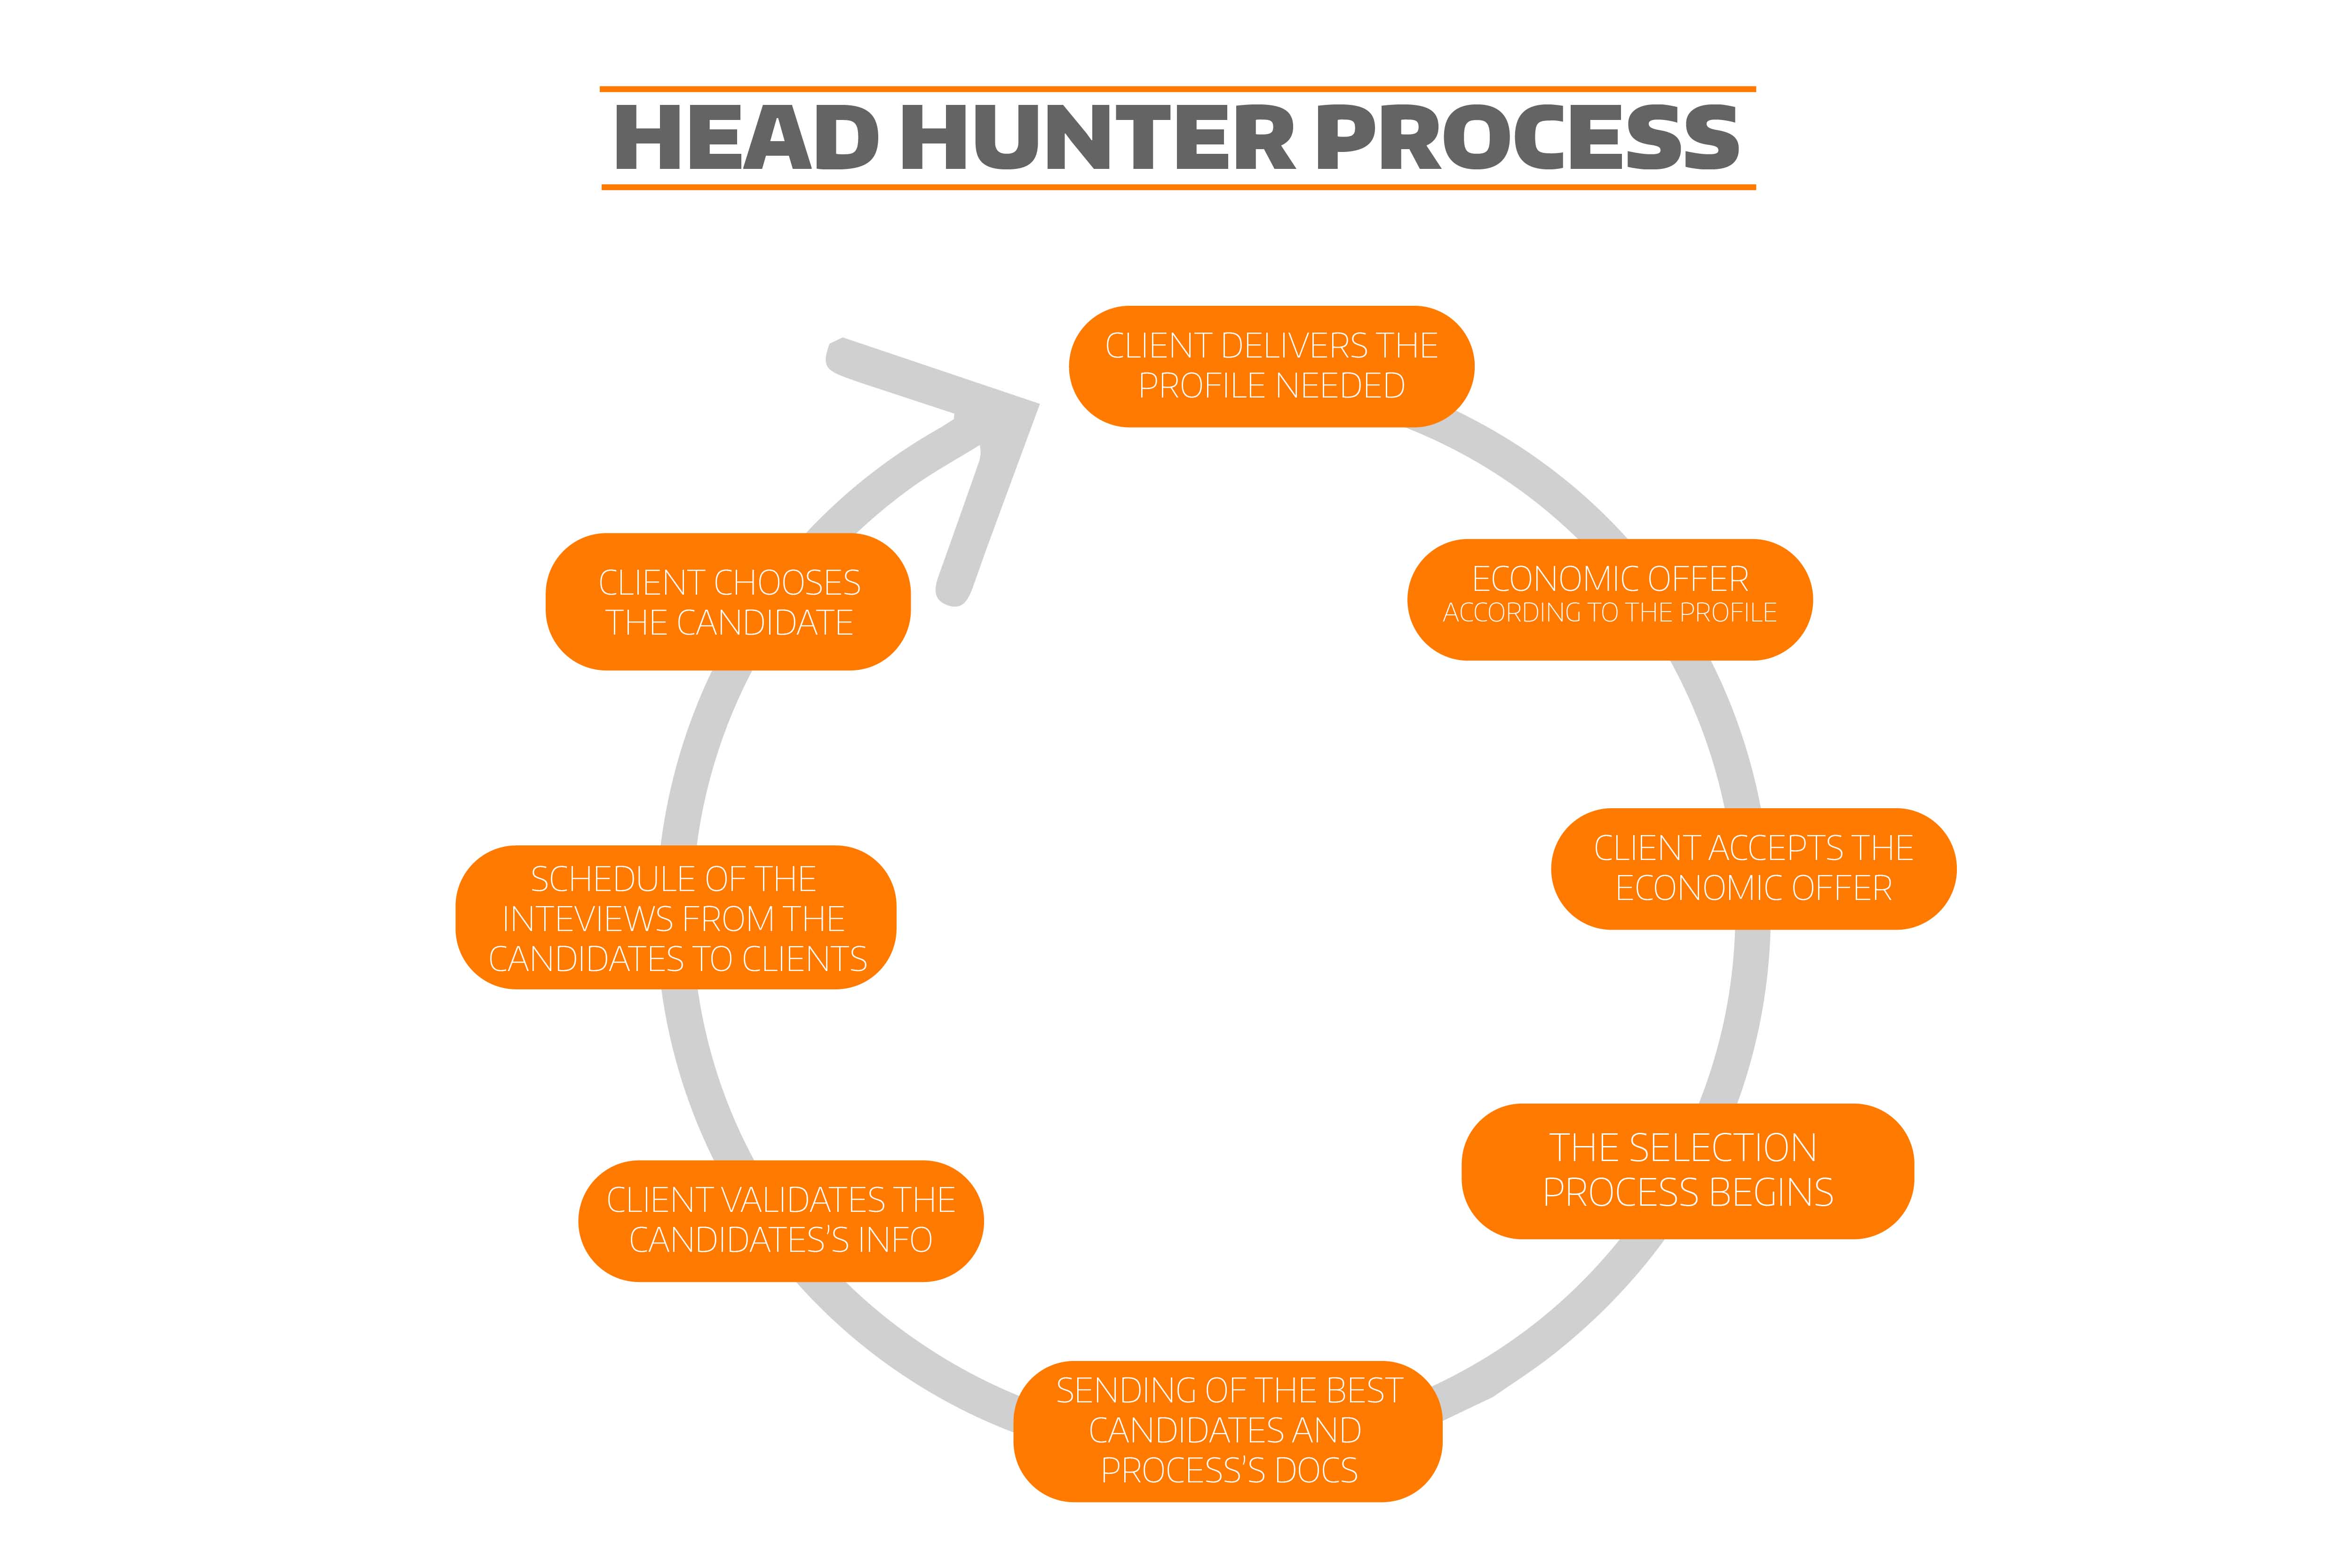 HEAD HUNTER PROCESS
CLIENT DELIVERS THE
PROFILE NEEDED
ECONOMIC OFFER
ACCORDING TO THE PROFILE
CLIENT ACCEPTS THE
ECONOMIC OFFER
THE SELECTION
PROCESS BEGINS
SENDING OF THE BEST
CANDIDATES AND
PROCESS'S DOCS
CLIENT VALIDATES THE
CANDIDATES'S INFO
SCHEDULE OF THE
INTEVIEWS FROM THE
CANDIDATES TO CLIENTS
CLIENT CHOOSES
THE CANDIDATE